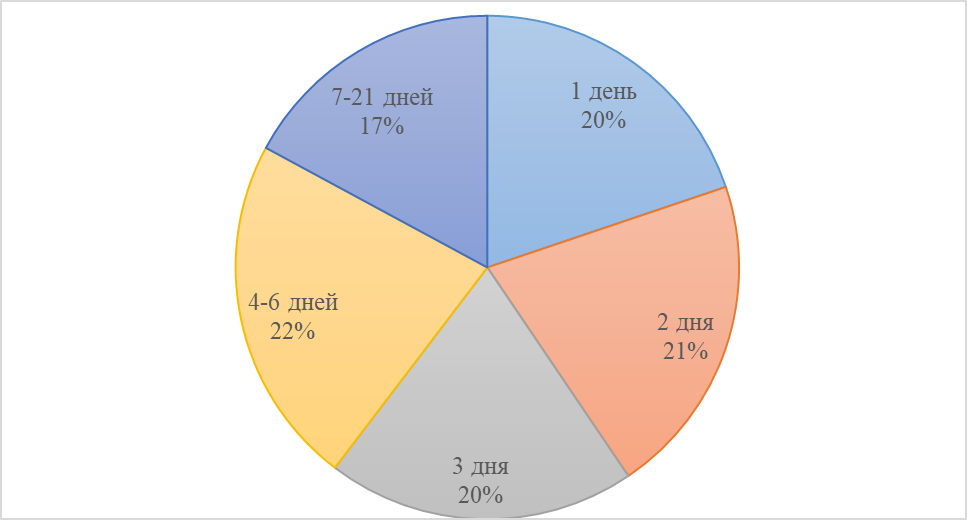 7-21 дней
17%
1 день
20%
4-6 дней
22%
2 дня
21%
3 дня
20%